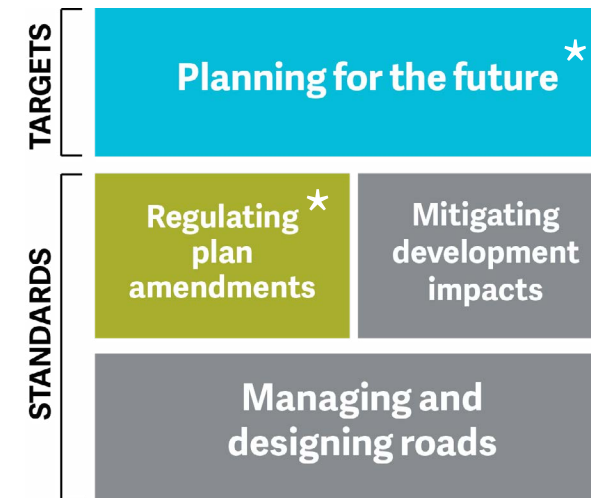 TARGETS
Planning for the future *
STANDARDS
Regulating *
plan
amendments
Mitigating
development
impacts
Managing and
designing roads